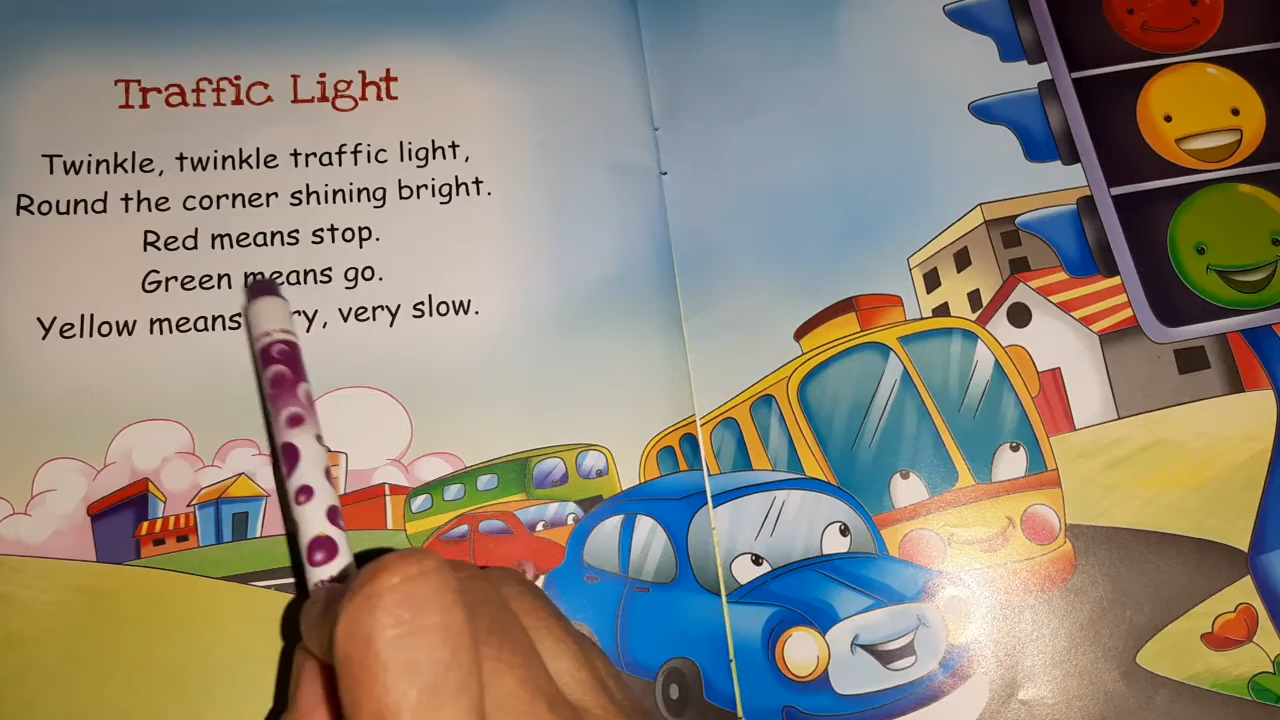 Traffic Light
Twinkle, twinkle traffic light,
Round the corner shining bright.
Red means stop.
Green means go.
Yellow means very, very slow.